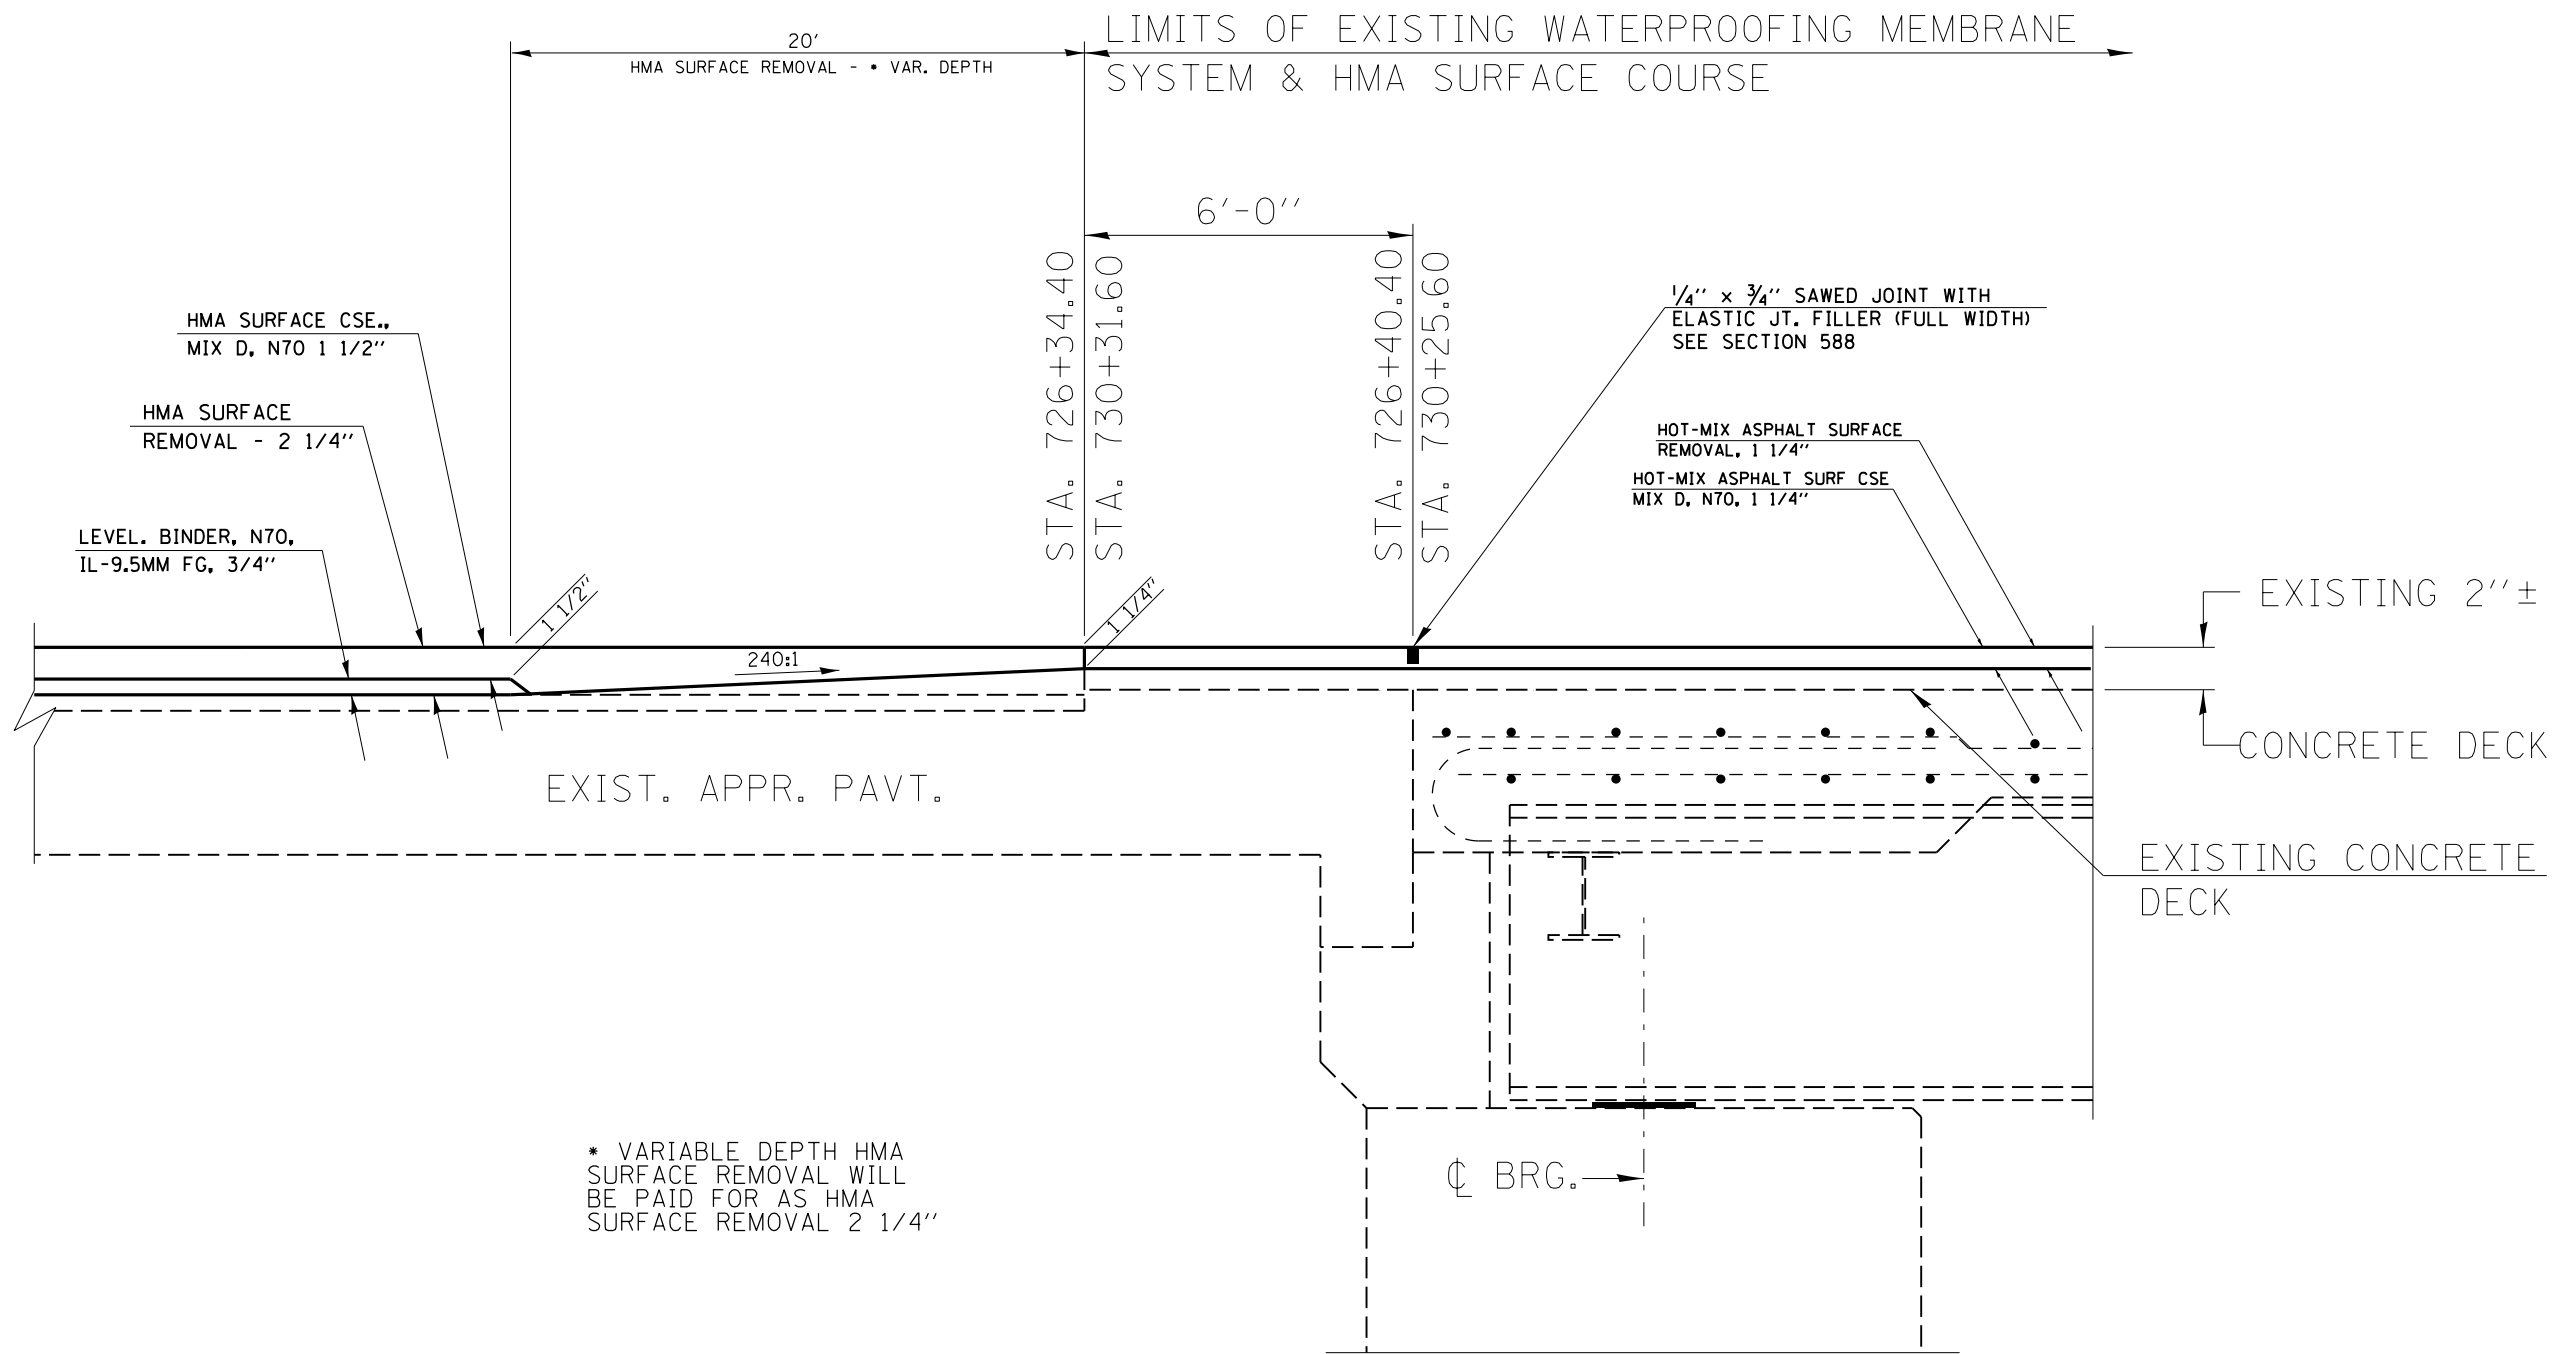 LIMITS OF EXISTING WATERPROOFING MEMBRANE
SYSTEM & HMA SURFACE COURSE
20'
HMA SURFACE REMOVAL - * VAR. DEPTH
6'-0"
STA. 726+34.40
STA. 730+31.60
STA. 726+40.40
STA. 730+25.60
1/4" x 3/4" SAWED JOINT WITH
ELASTIC JT. FILLER (FULL WIDTH)
SEE SECTION 588
HMA SURFACE CSE.,
MIX D, N70 1 1/2"
HMA SURFACE
REMOVAL - 2 1/4"
HOT-MIX ASPHALT SURFACE
REMOVAL, 1 1/4"
HOT-MIX ASPHALT SURF CSE
MIX D, N70, 1 1/4"
LEVEL. BINDER, N70,
IL-9.5MM FG, 3/4"
1 1/2"
1 1/4"
240:1
EXISTING 2"±
CONCRETE DECK
EXIST. APPR. PAVT.
EXISTING CONCRETE
DECK
* VARIABLE DEPTH HMA
SURFACE REMOVAL WILL
BE PAID FOR AS HMA
SURFACE REMOVAL 2 1/4"
℄ BRG.